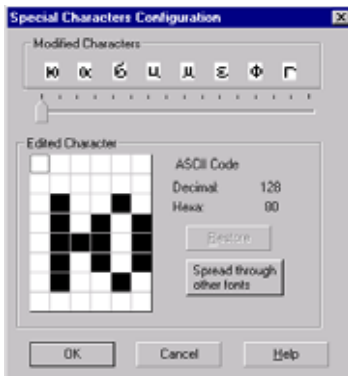 Special Characters Configuration
Modified Characters
ю α б ц д ε Ф Г
Edited Character
ASCII Code
Decimal: 128
Hexa: 80
Restore
Spread through
other fonts
OK Cancel Help